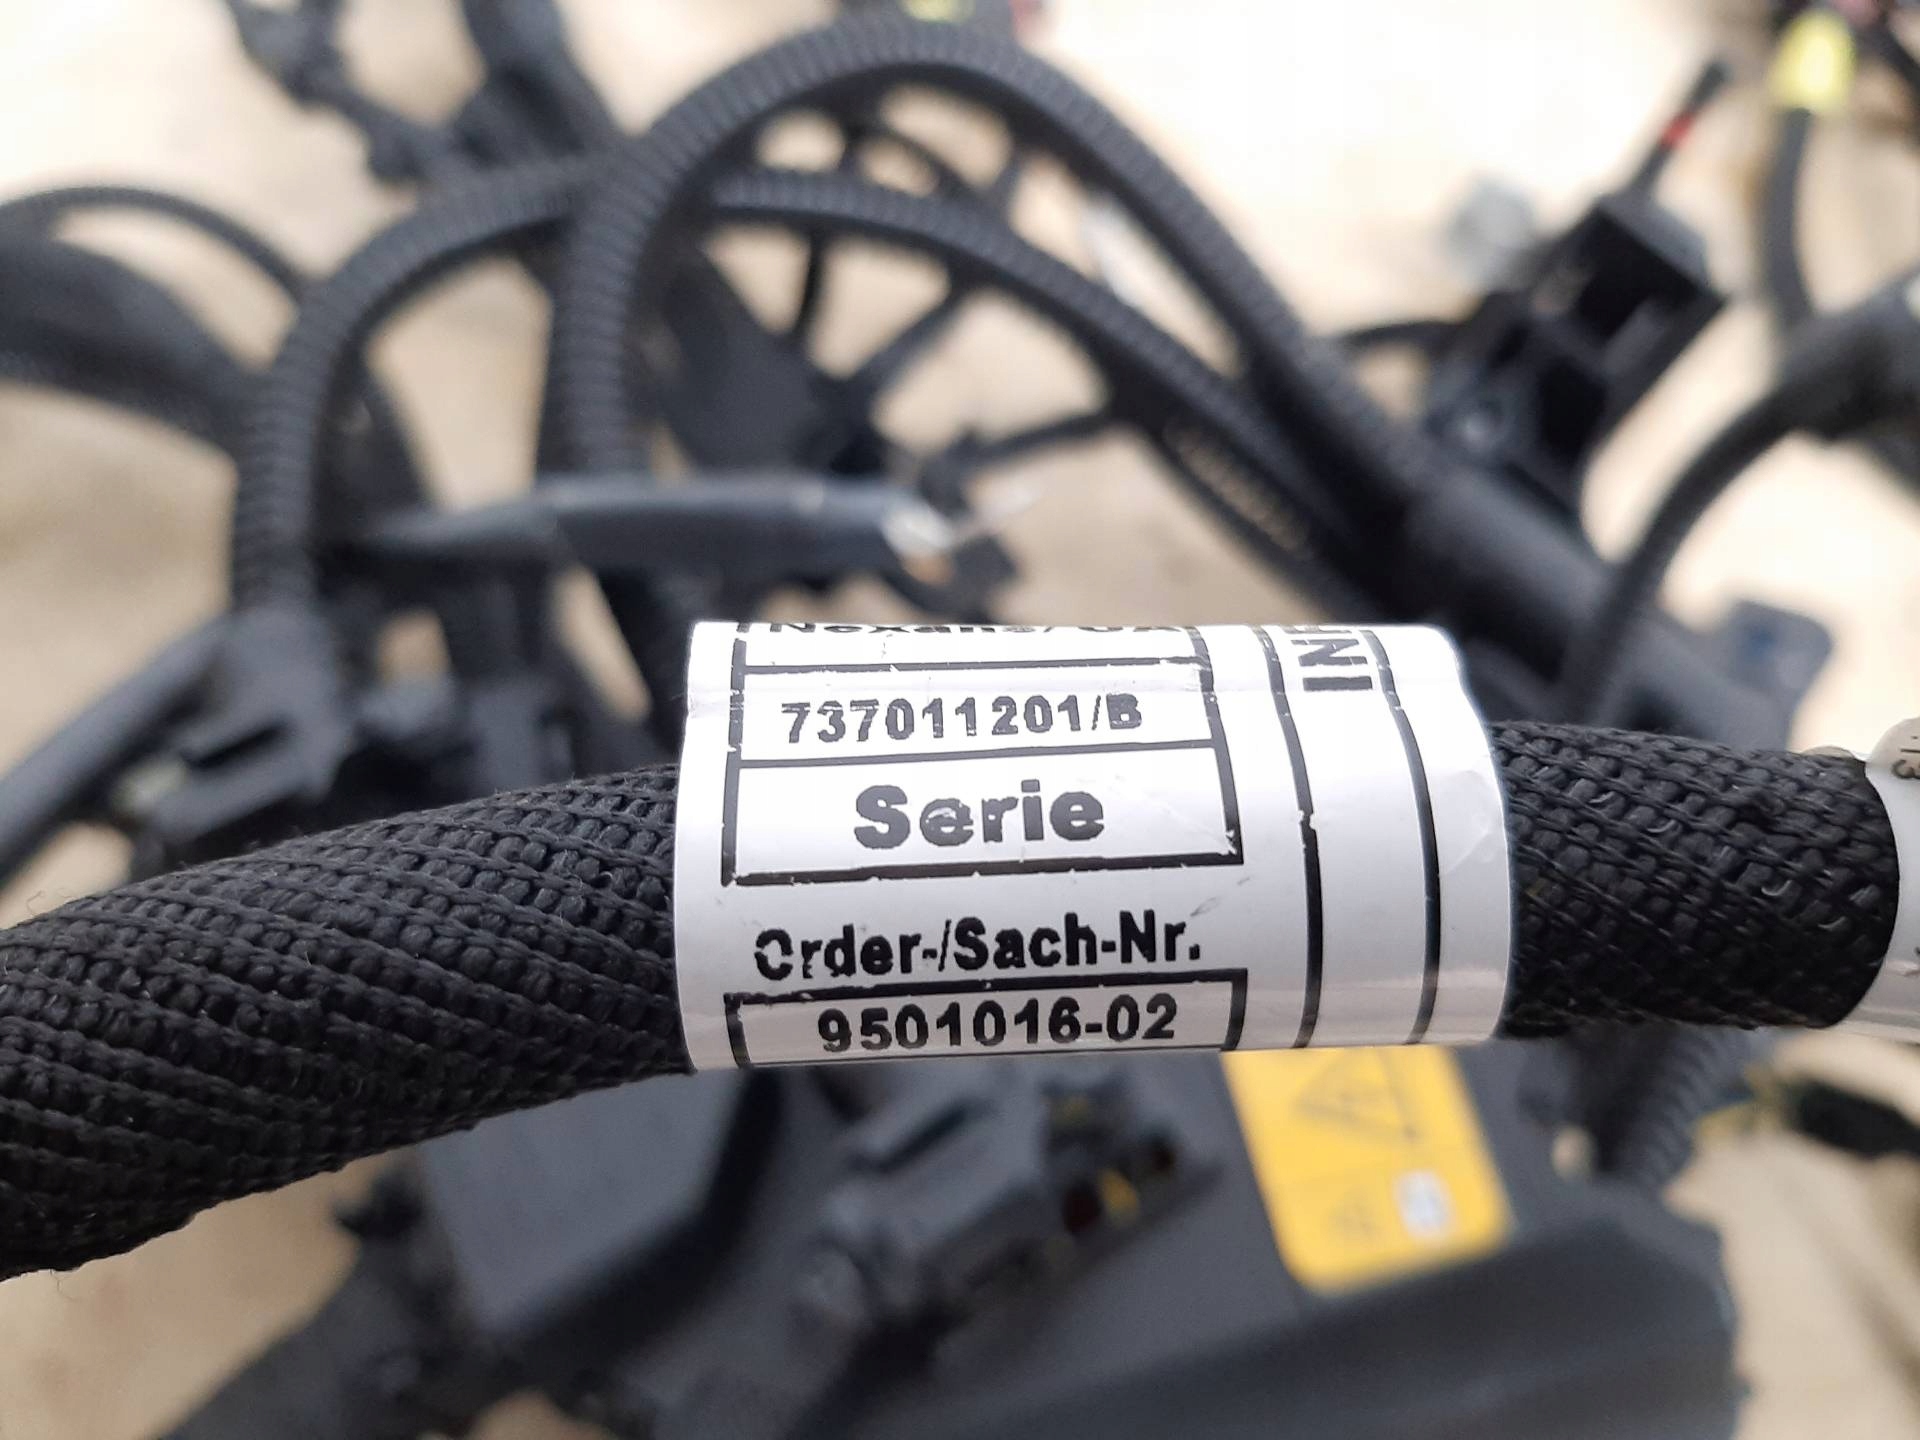 737011201/B
Serie
Order-/Sach-Nr.
9501016-02